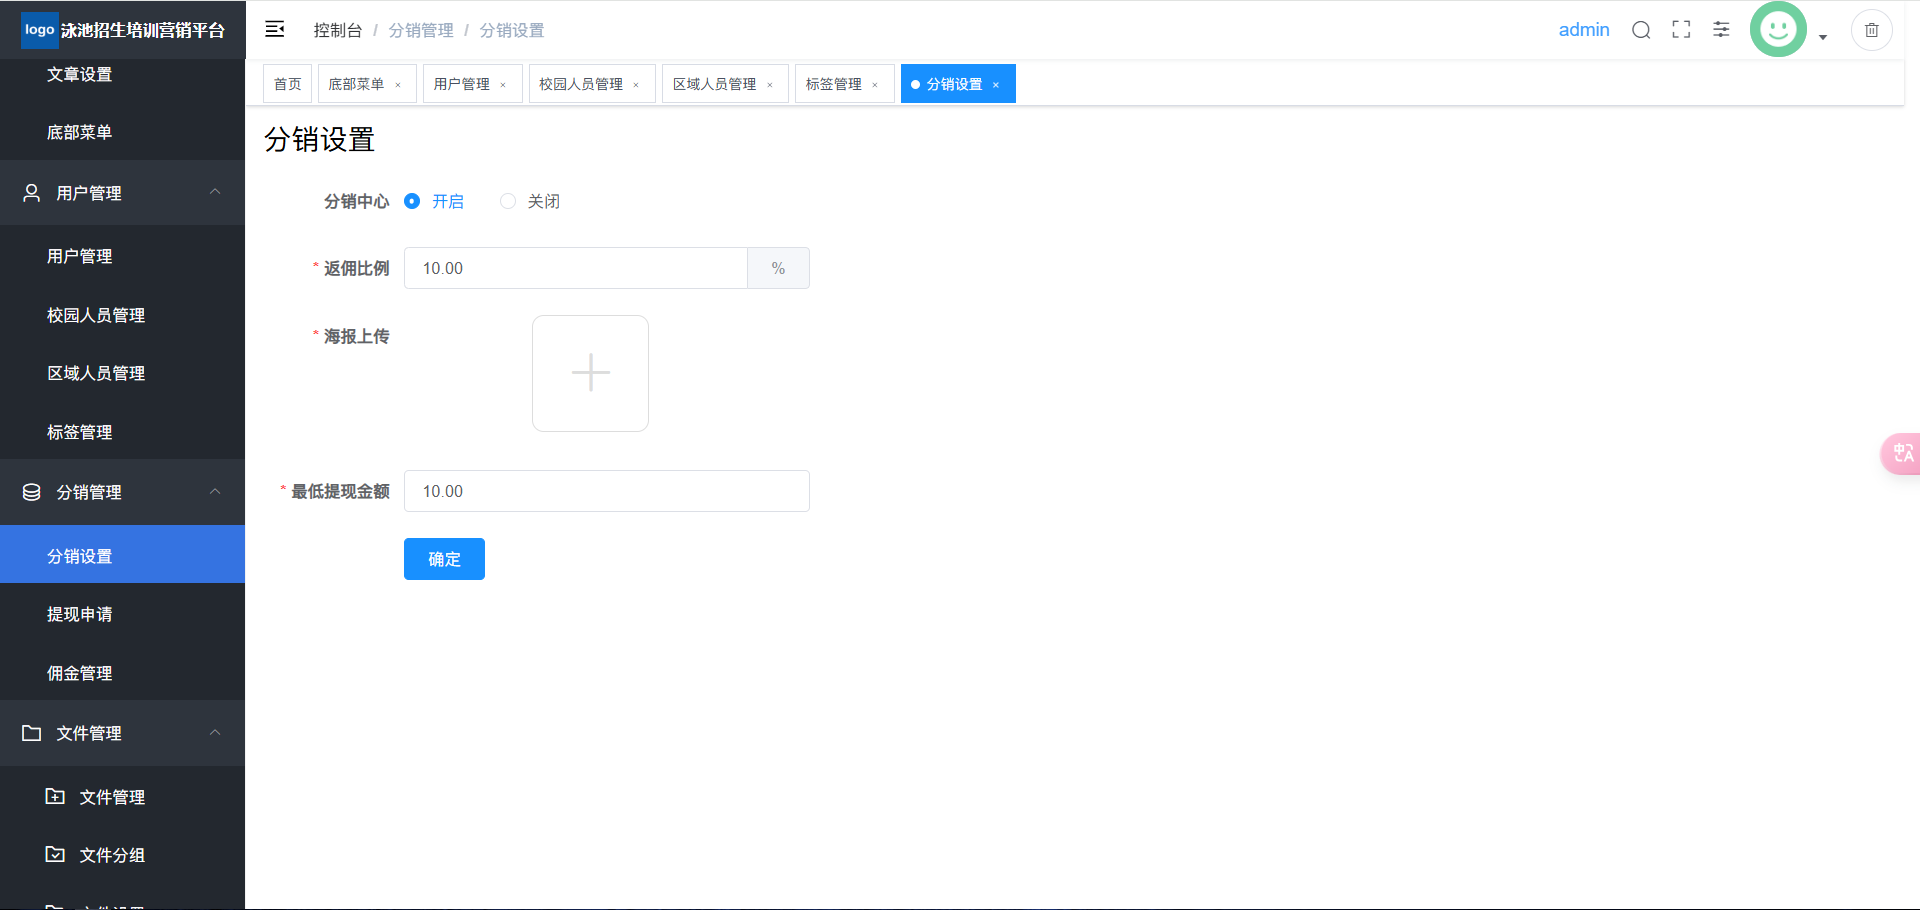 logo 泳池招生培训营销平台
控制台 / 分销管理 / 分销设置
admin
首页
底部菜单 ×
用户管理 ×
校园人员管理 ×
区域人员管理 ×
标签管理 ×
分销设置 ×
文章设置
底部菜单
用户管理
用户管理
校园人员管理
区域人员管理
标签管理
分销管理
分销设置
提现申请
佣金管理
文件管理
文件管理
文件分组
分销设置
分销中心 开启 关闭
* 返佣比例 10.00 %
* 海报上传
* 最低提现金额 10.00
确定
中A